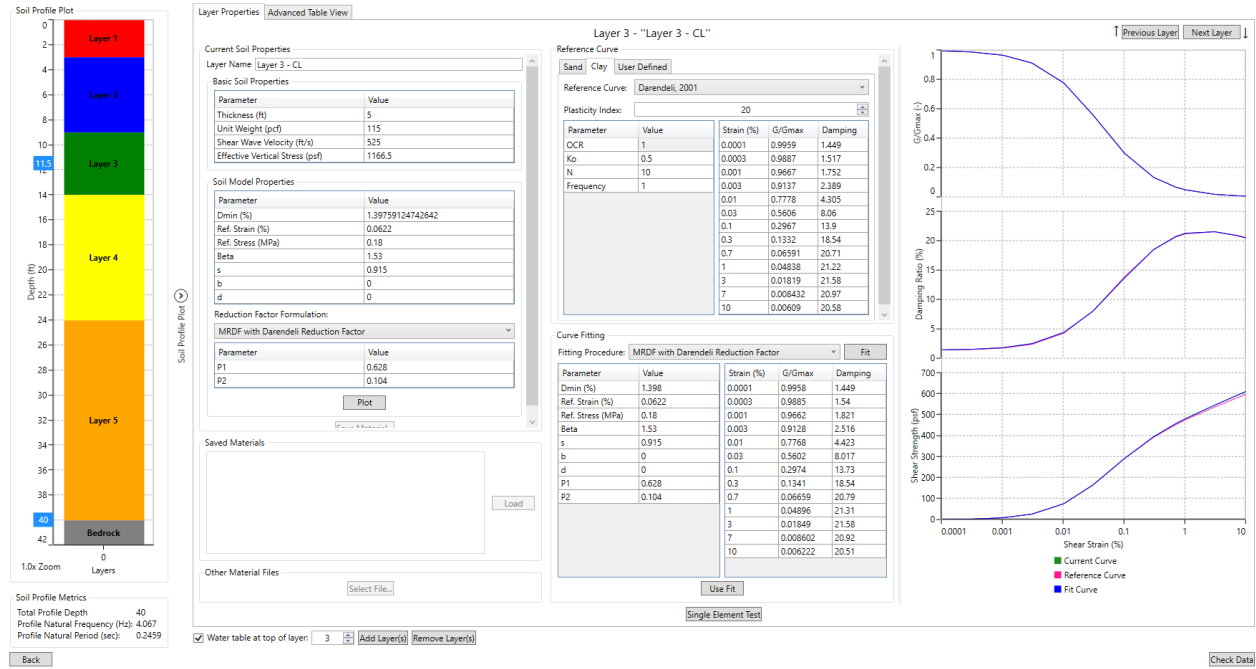 Soil Profile Plot
0
2
4
6
8
10
11.5
12
14
16
18
20
22
24
26
28
30
32
34
36
38
40
42
Depth (ft)
Layer 1
Layer 2
Layer 3
Layer 4
Layer 5
Bedrock
0
Layers
1.0x Zoom
Soil Profile Metrics
Total Profile Depth 40
Profile Natural Frequency (Hz): 4.067
Profile Natural Period (sec): 0.2459
Back
Soil Profile Plot
Layer Properties Advanced Table View
Layer 3 - "Layer 3 - CL"
Previous Layer Next Layer
Current Soil Properties
Layer Name Layer 3 - CL
Basic Soil Properties
Parameter Value
Thickness (ft) 5
Unit Weight (pcf) 115
Shear Wave Velocity (ft/s) 525
Effective Vertical Stress (psf) 1166.5
Soil Model Properties
Parameter Value
Dmin (%) 1.39759124742642
Ref. Strain (%) 0.0622
Ref. Stress (MPa) 0.18
Beta 1.53
s 0.915
b 0
d 0
Reduction Factor Formulation:
MRDF with Darendeli Reduction Factor
Parameter Value
P1 0.628
P2 0.104
Plot
Save Material
Saved Materials
Load
Other Material Files
Select File...
Reference Curve
Sand Clay User Defined
Reference Curve: Darendeli, 2001
Plasticity Index: 20
Parameter Value
OCR 1
Ko 0.5
N 10
Frequency 1
Strain (%) G/Gmax Damping
0.0001 0.9959 1.449
0.0003 0.9887 1.517
0.001 0.9667 1.752
0.003 0.9137 2.389
0.01 0.7778 4.305
0.03 0.5606 8.06
0.1 0.2967 13.9
0.3 0.1332 18.54
0.7 0.06591 20.71
1 0.04838 21.22
3 0.01819 21.58
7 0.008432 20.97
10 0.00609 20.58
Curve Fitting
Fitting Procedure: MRDF with Darendeli Reduction Factor Fit
Parameter Value
Dmin (%) 1.398
Ref. Strain (%) 0.0622
Ref. Stress (MPa) 0.18
Beta 1.53
s 0.915
b 0
d 0
P1 0.628
P2 0.104
Strain (%) G/Gmax Damping
0.0001 0.9958 1.449
0.0003 0.9885 1.54
0.001 0.9662 1.821
0.003 0.9128 2.516
0.01 0.7768 4.423
0.03 0.5602 8.017
0.1 0.2974 13.73
0.3 0.1341 18.54
0.7 0.06659 20.79
1 0.04896 21.31
3 0.01849 21.58
7 0.008602 20.92
10 0.006222 20.51
Use Fit
Single Element Test
Water table at top of layer: 3 Add Layer(s) Remove Layer(s)
G/Gmax (-)
1
0.8
0.6
0.4
0.2
0
Damping Ratio (%)
25
20
15
10
5
0
Shear Strength (psf)
700
600
500
400
300
200
100
0
0.0001 0.001 0.01 0.1 1 10
Shear Strain (%)
Current Curve
Reference Curve
Fit Curve
Check Data